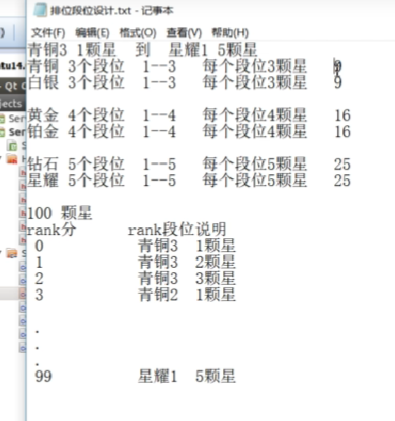 排位段位设计.txt - 记事本
文件(F) 编辑(E) 格式(O) 查看(V) 帮助(H)
青铜3 1颗星 到 星耀1 5颗星
青铜 3个段位 1--3 每个段位3颗星 9
白银 3个段位 1--3 每个段位3颗星 9
黄金 4个段位 1--4 每个段位4颗星 16
铂金 4个段位 1--4 每个段位4颗星 16
钻石 5个段位 1--5 每个段位5颗星 25
星耀 5个段位 1--5 每个段位5颗星 25
100 颗星
rank分 rank段位说明
0 青铜3 1颗星
1 青铜3 2颗星
2 青铜3 3颗星
3 青铜2 1颗星
.
.
.
99 星耀1 5颗星